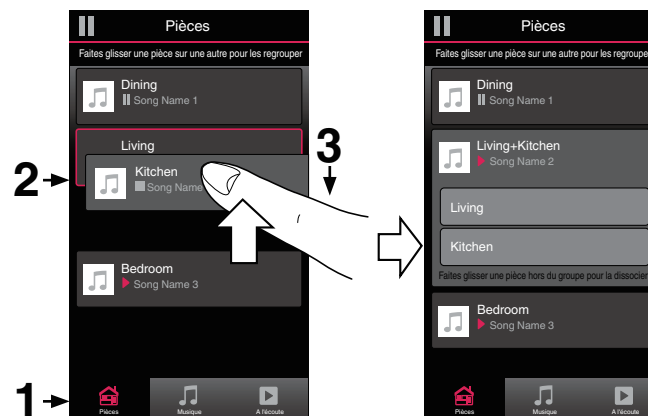 Pièces
Faites glisser une pièce sur une autre pour les regrouper
Dining
Song Name 1
Living
Kitchen
Song Name
Bedroom
Song Name 3
Pièces
Musique
A l'écoute
1
2
3
Pièces
Faites glisser une pièce sur une autre pour les regroupe
Dining
Song Name 1
Living+Kitchen
Song Name 2
Living
Kitchen
Faites glisser une pièce hors du groupe pour la dissocier
Bedroom
Song Name 3
Pièces
Musique
A l'écoute